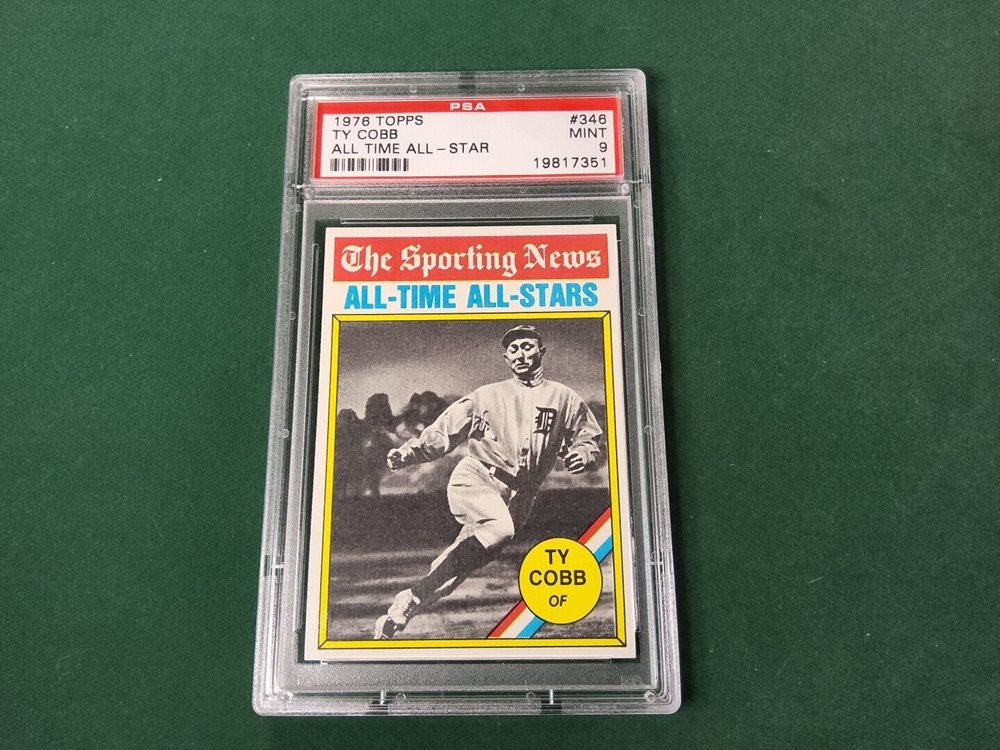 PSA
1976 TOPPS #346
TY COBB MINT
ALL TIME ALL-STAR 9
19817351
The Sporting News
ALL-TIME ALL-STARS
D
TY
COBB
OF